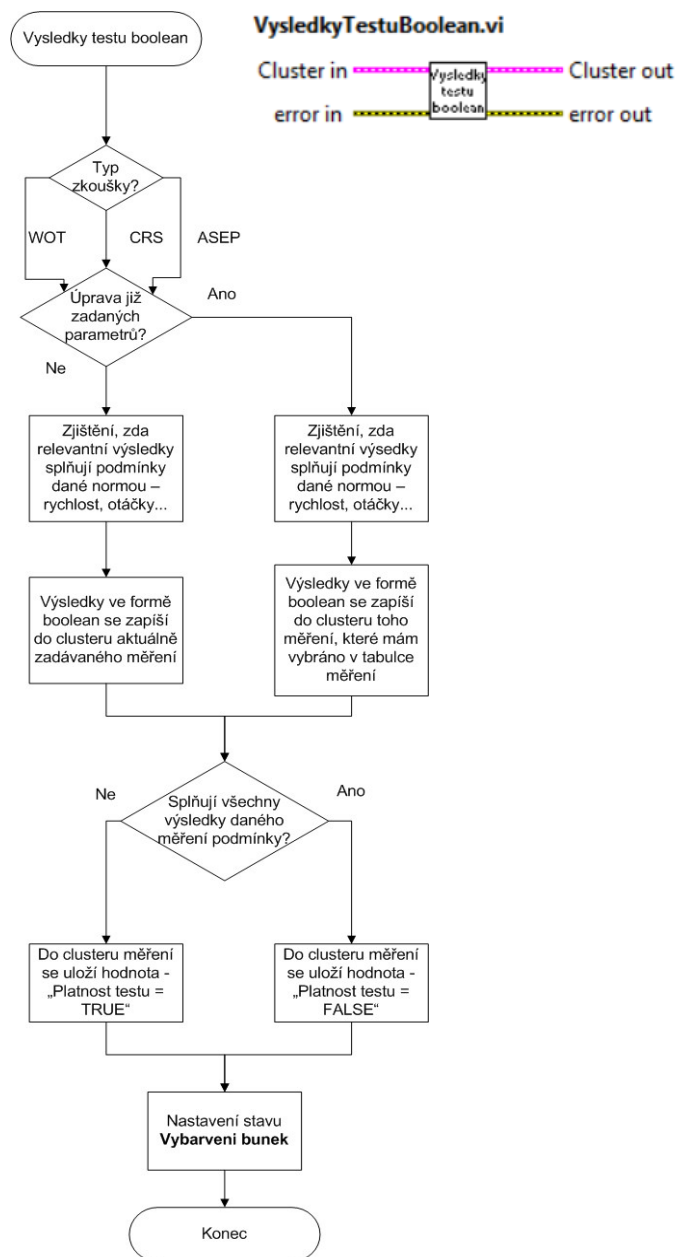 Vysledky testu boolean
VysledkyTestuBoolean.vi
Cluster in
Vysledky
testu
boolean
Cluster out
error in
error out
Typ
zkoušky?
WOT
CRS
ASEP
Úprava již
zadaných
parametrů?
Ano
Ne
Zjištění, zda
relevantní výsledky
splňují podmínky
dané normou –
rychlost, otáčky...
Zjištění, zda
relevantní výsedky
splňují podmínky
dané normou –
rychlost, otáčky...
Výsledky ve formě
boolean se zapíší
do clusteru aktuálně
zadávaného měření
Výsledky ve formě
boolean se zapíší
do clusteru toho
měření, které mám
vybráno v tabulce
měření
Ne
Splňují všechny
výsledky daného
měření podmínky?
Ano
Do clusteru měření
se uloží hodnota -
„Platnost testu =
TRUE“
Do clusteru měření
se uloží hodnota -
„Platnost testu =
FALSE“
Nastavení stavu
Vybarveni bunek
Konec